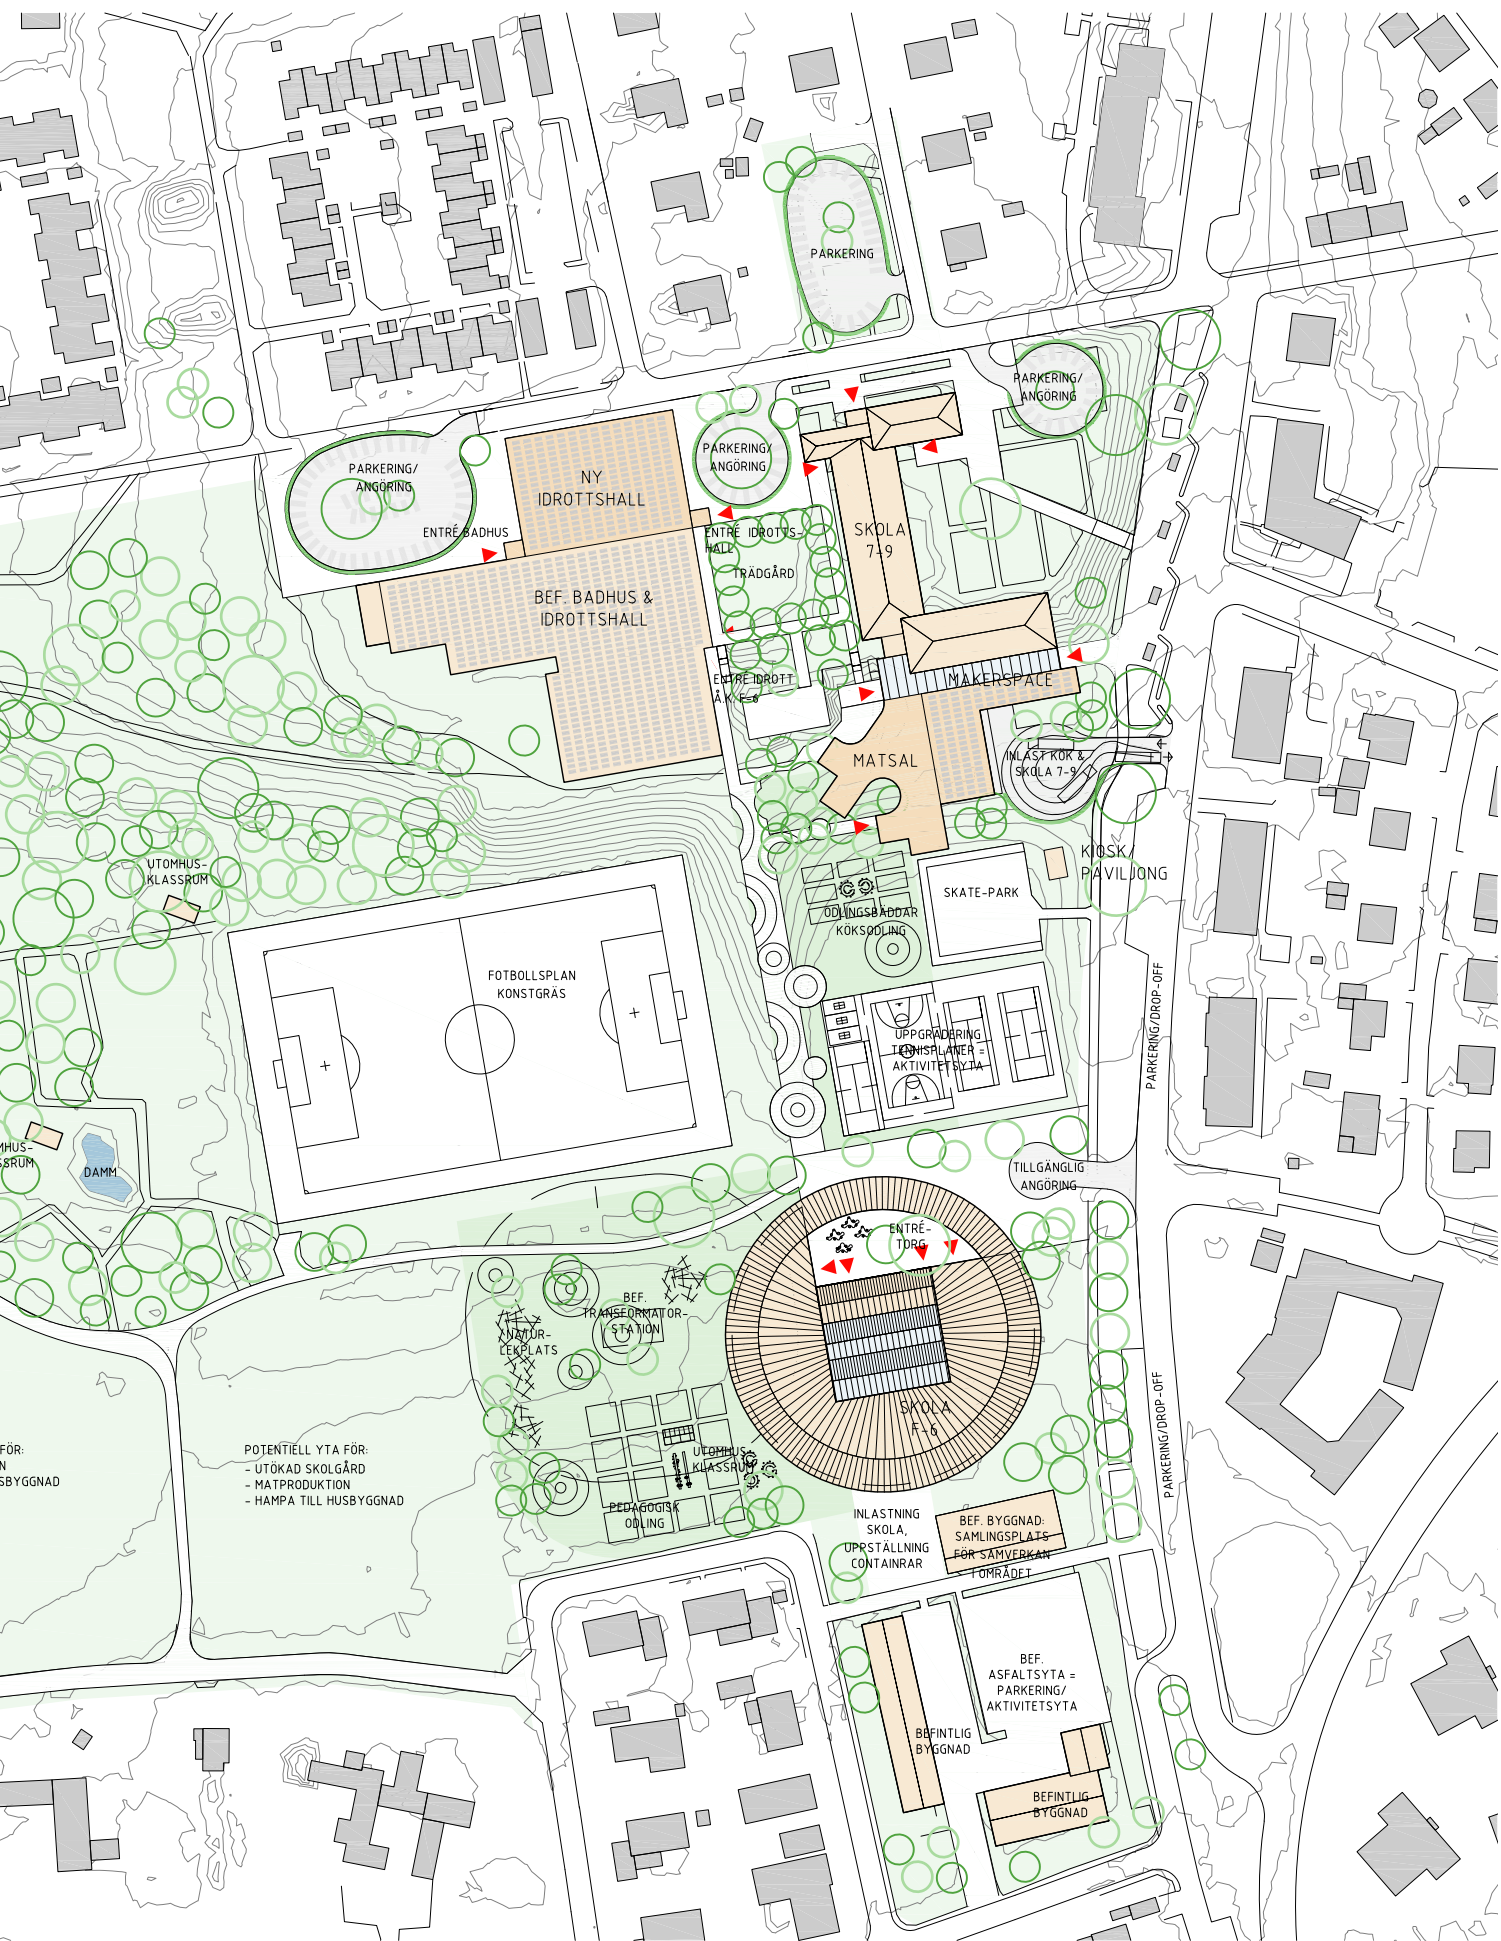 PARKERING
PARKERING/
ANGÖRING
PARKERING/
ANGÖRING
PARKERING/
ANGÖRING
NY
IDROTTSHALL
ENTRÉ BADHUS
ENTRÉ IDROTTS-
HALL
SKOLA
7-9
TRÄDGÅRD
BEF. BADHUS &
IDROTTSHALL
ENTRÉ IDROTT
Å.K. F-6
MAKERSPACE
MATSAL
INLAST KÖK &
SKOLA 7-9
KIOSK/
PAVILJONG
UTOMHUS-
KLASSRUM
SKATE-PARK
ODLINGSBÄDDAR
KÖKSODLING
FOTBOLLSPLAN
KONSTGRÄS
UPPGRADERING
TENNISPLANER =
AKTIVITETSYTA
PARKERING/DROP-OFF
MHUS-
SSRUM
DAMM
TILLGÄNGLIG
ANGÖRING
ENTRÉ-
TORG
BEF.
TRANSFORMATOR-
STATION
NATUR-
LEKPLATS
SKOLA
F-6
PARKERING/DROP-OFF
FÖR:
N
SBYGGNAD
POTENTIELL YTA FÖR:
- UTÖKAD SKOLGÅRD
- MATPRODUKTION
- HAMPA TILL HUSBYGGNAD
UTOMHUS-
KLASSRUM
PEDAGOGISK
ODLING
INLASTNING
SKOLA,
UPPSTÄLLNING
CONTAINRAR
BEF. BYGGNAD:
SAMLINGSPLATS
FÖR SAMVERKAN
I OMRÅDET
BEF.
ASFALTSYTA =
PARKERING/
AKTIVITETSYTA
BEFINTLIG
BYGGNAD
BEFINTLIG
BYGGNAD